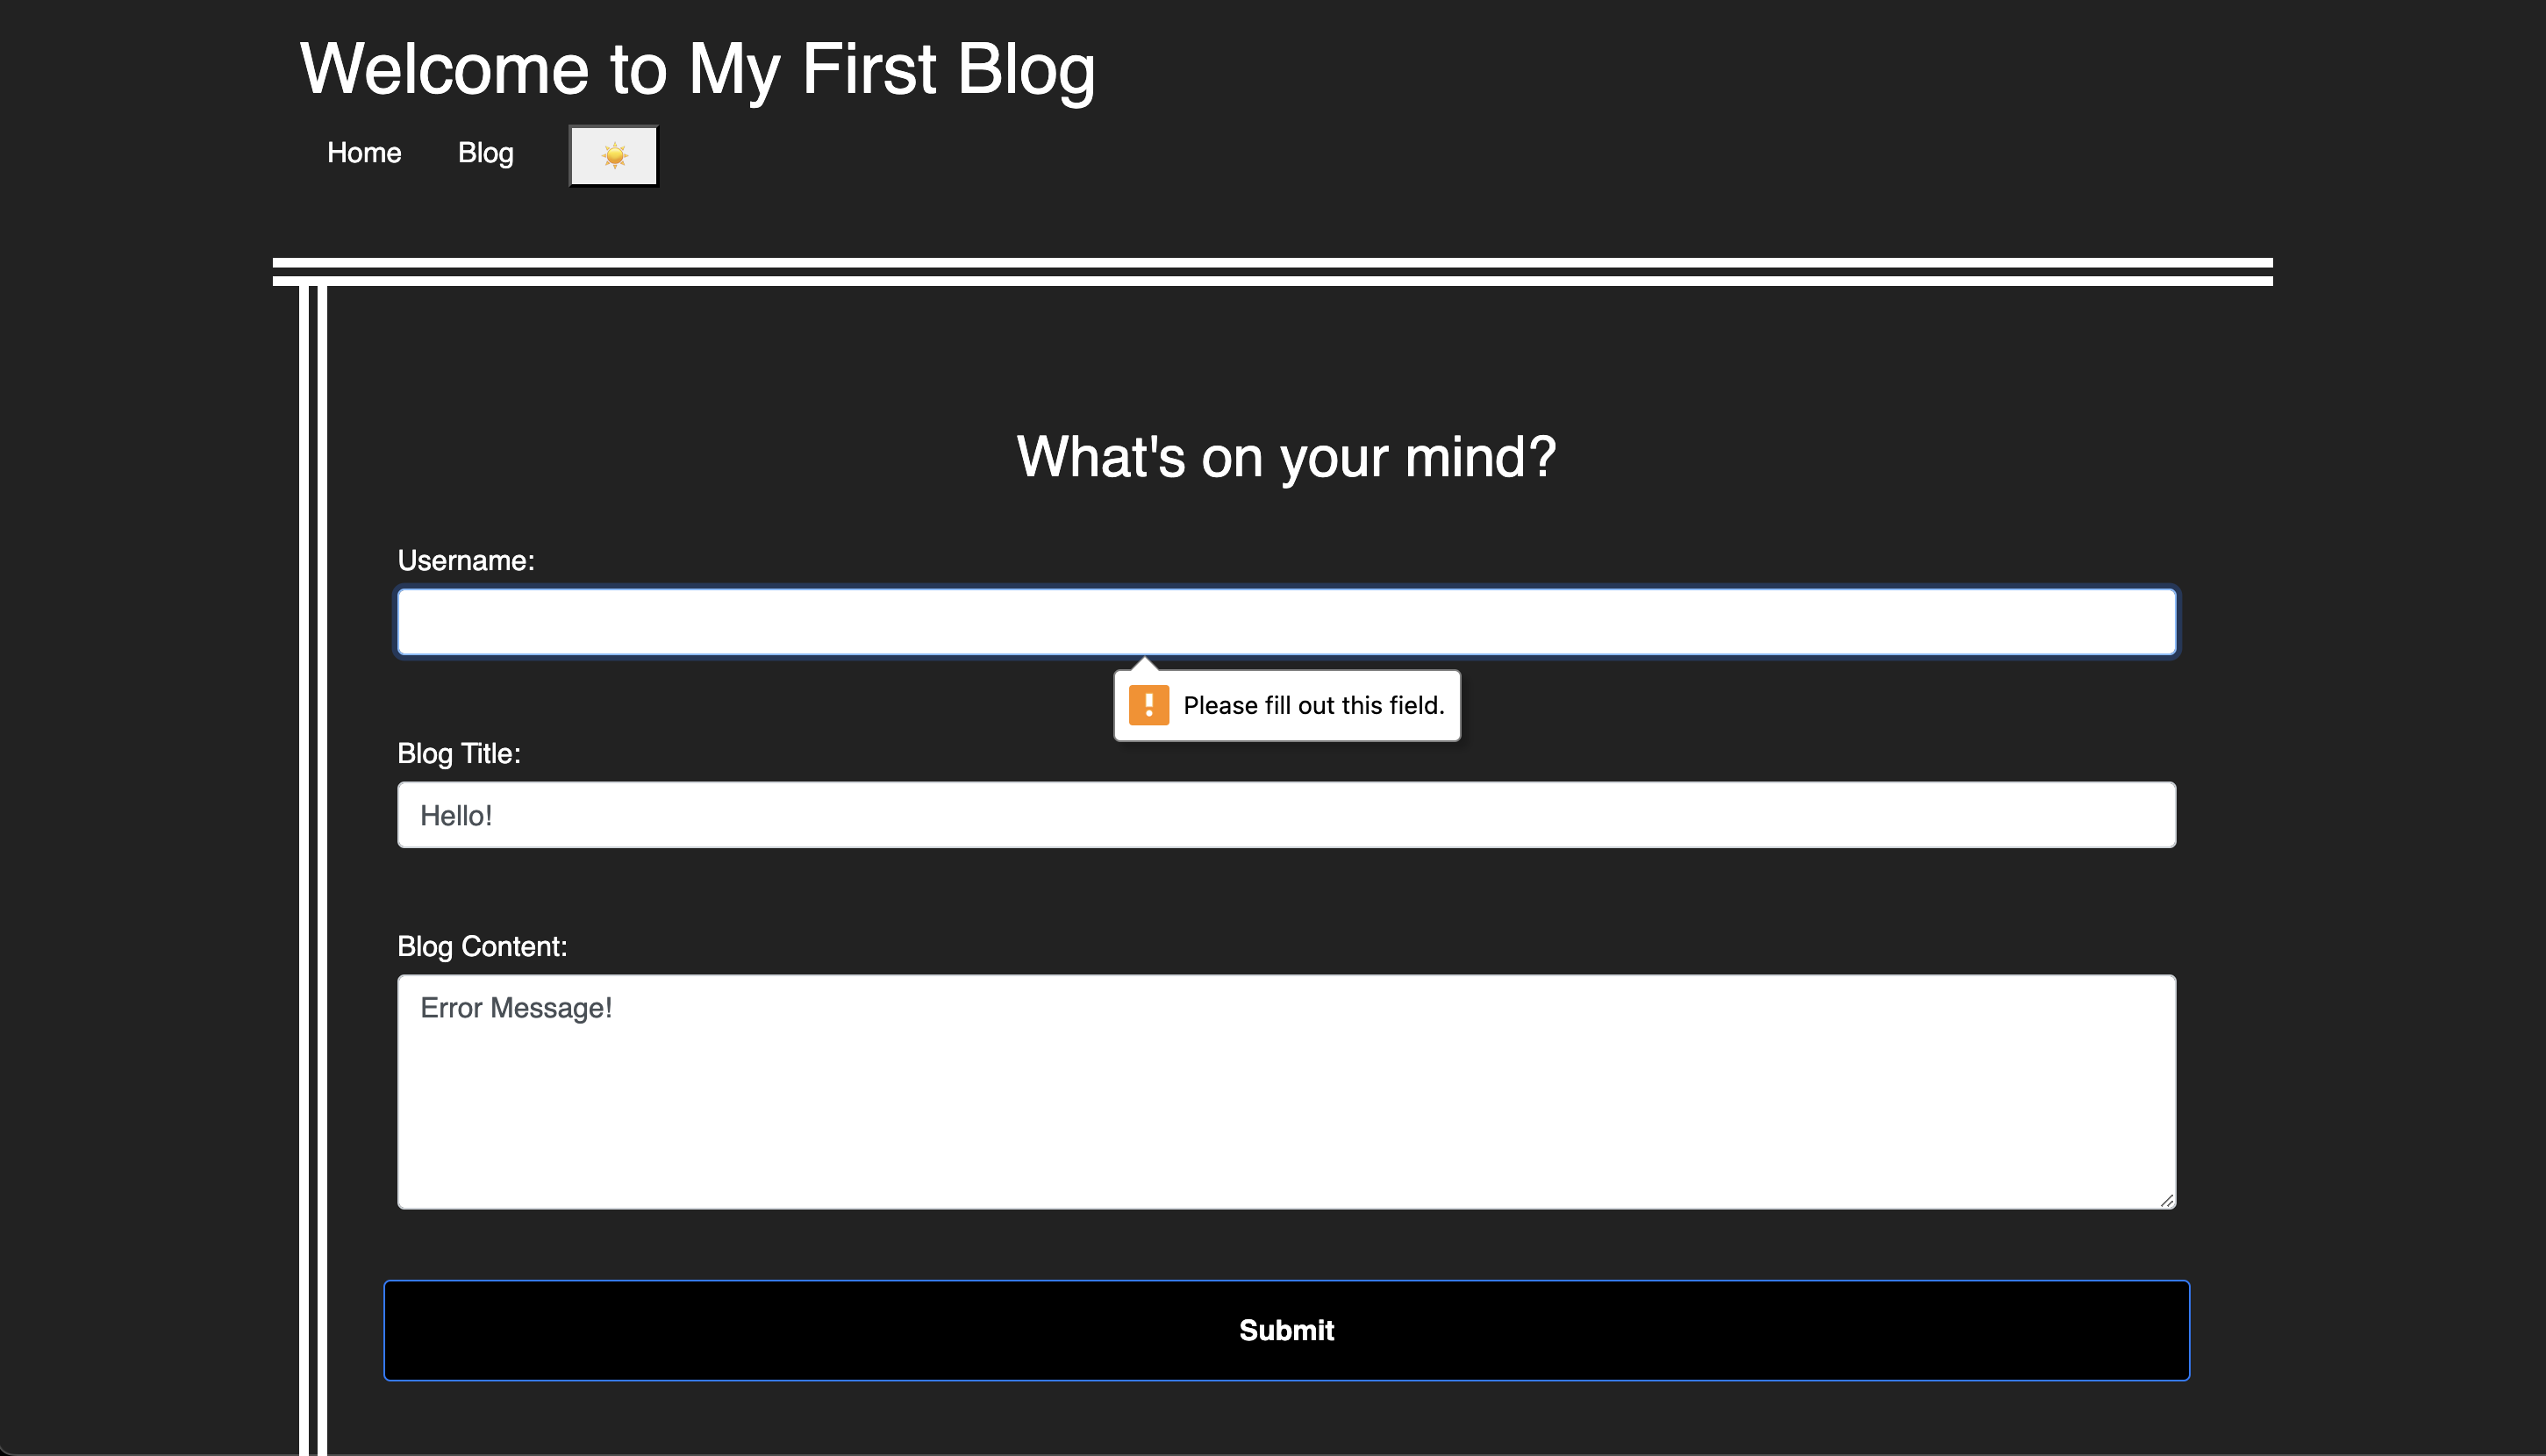 Welcome to My First Blog
Home Blog
What's on your mind?
Username:
Please fill out this field.
Blog Title:
Hello!
Blog Content:
Error Message!
Submit